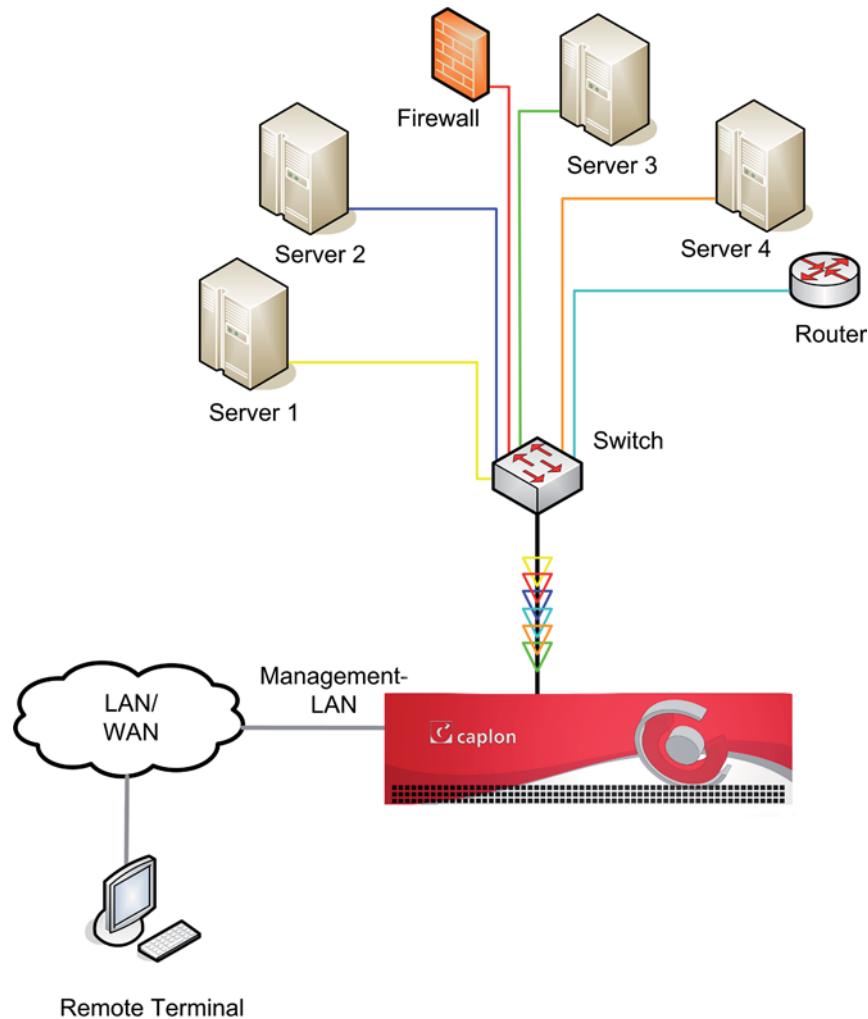 Firewall
Server 3
Server 2
Server 4
Server 1
Router
Switch
Management-
LAN
LAN/
WAN
caplon
Remote Terminal